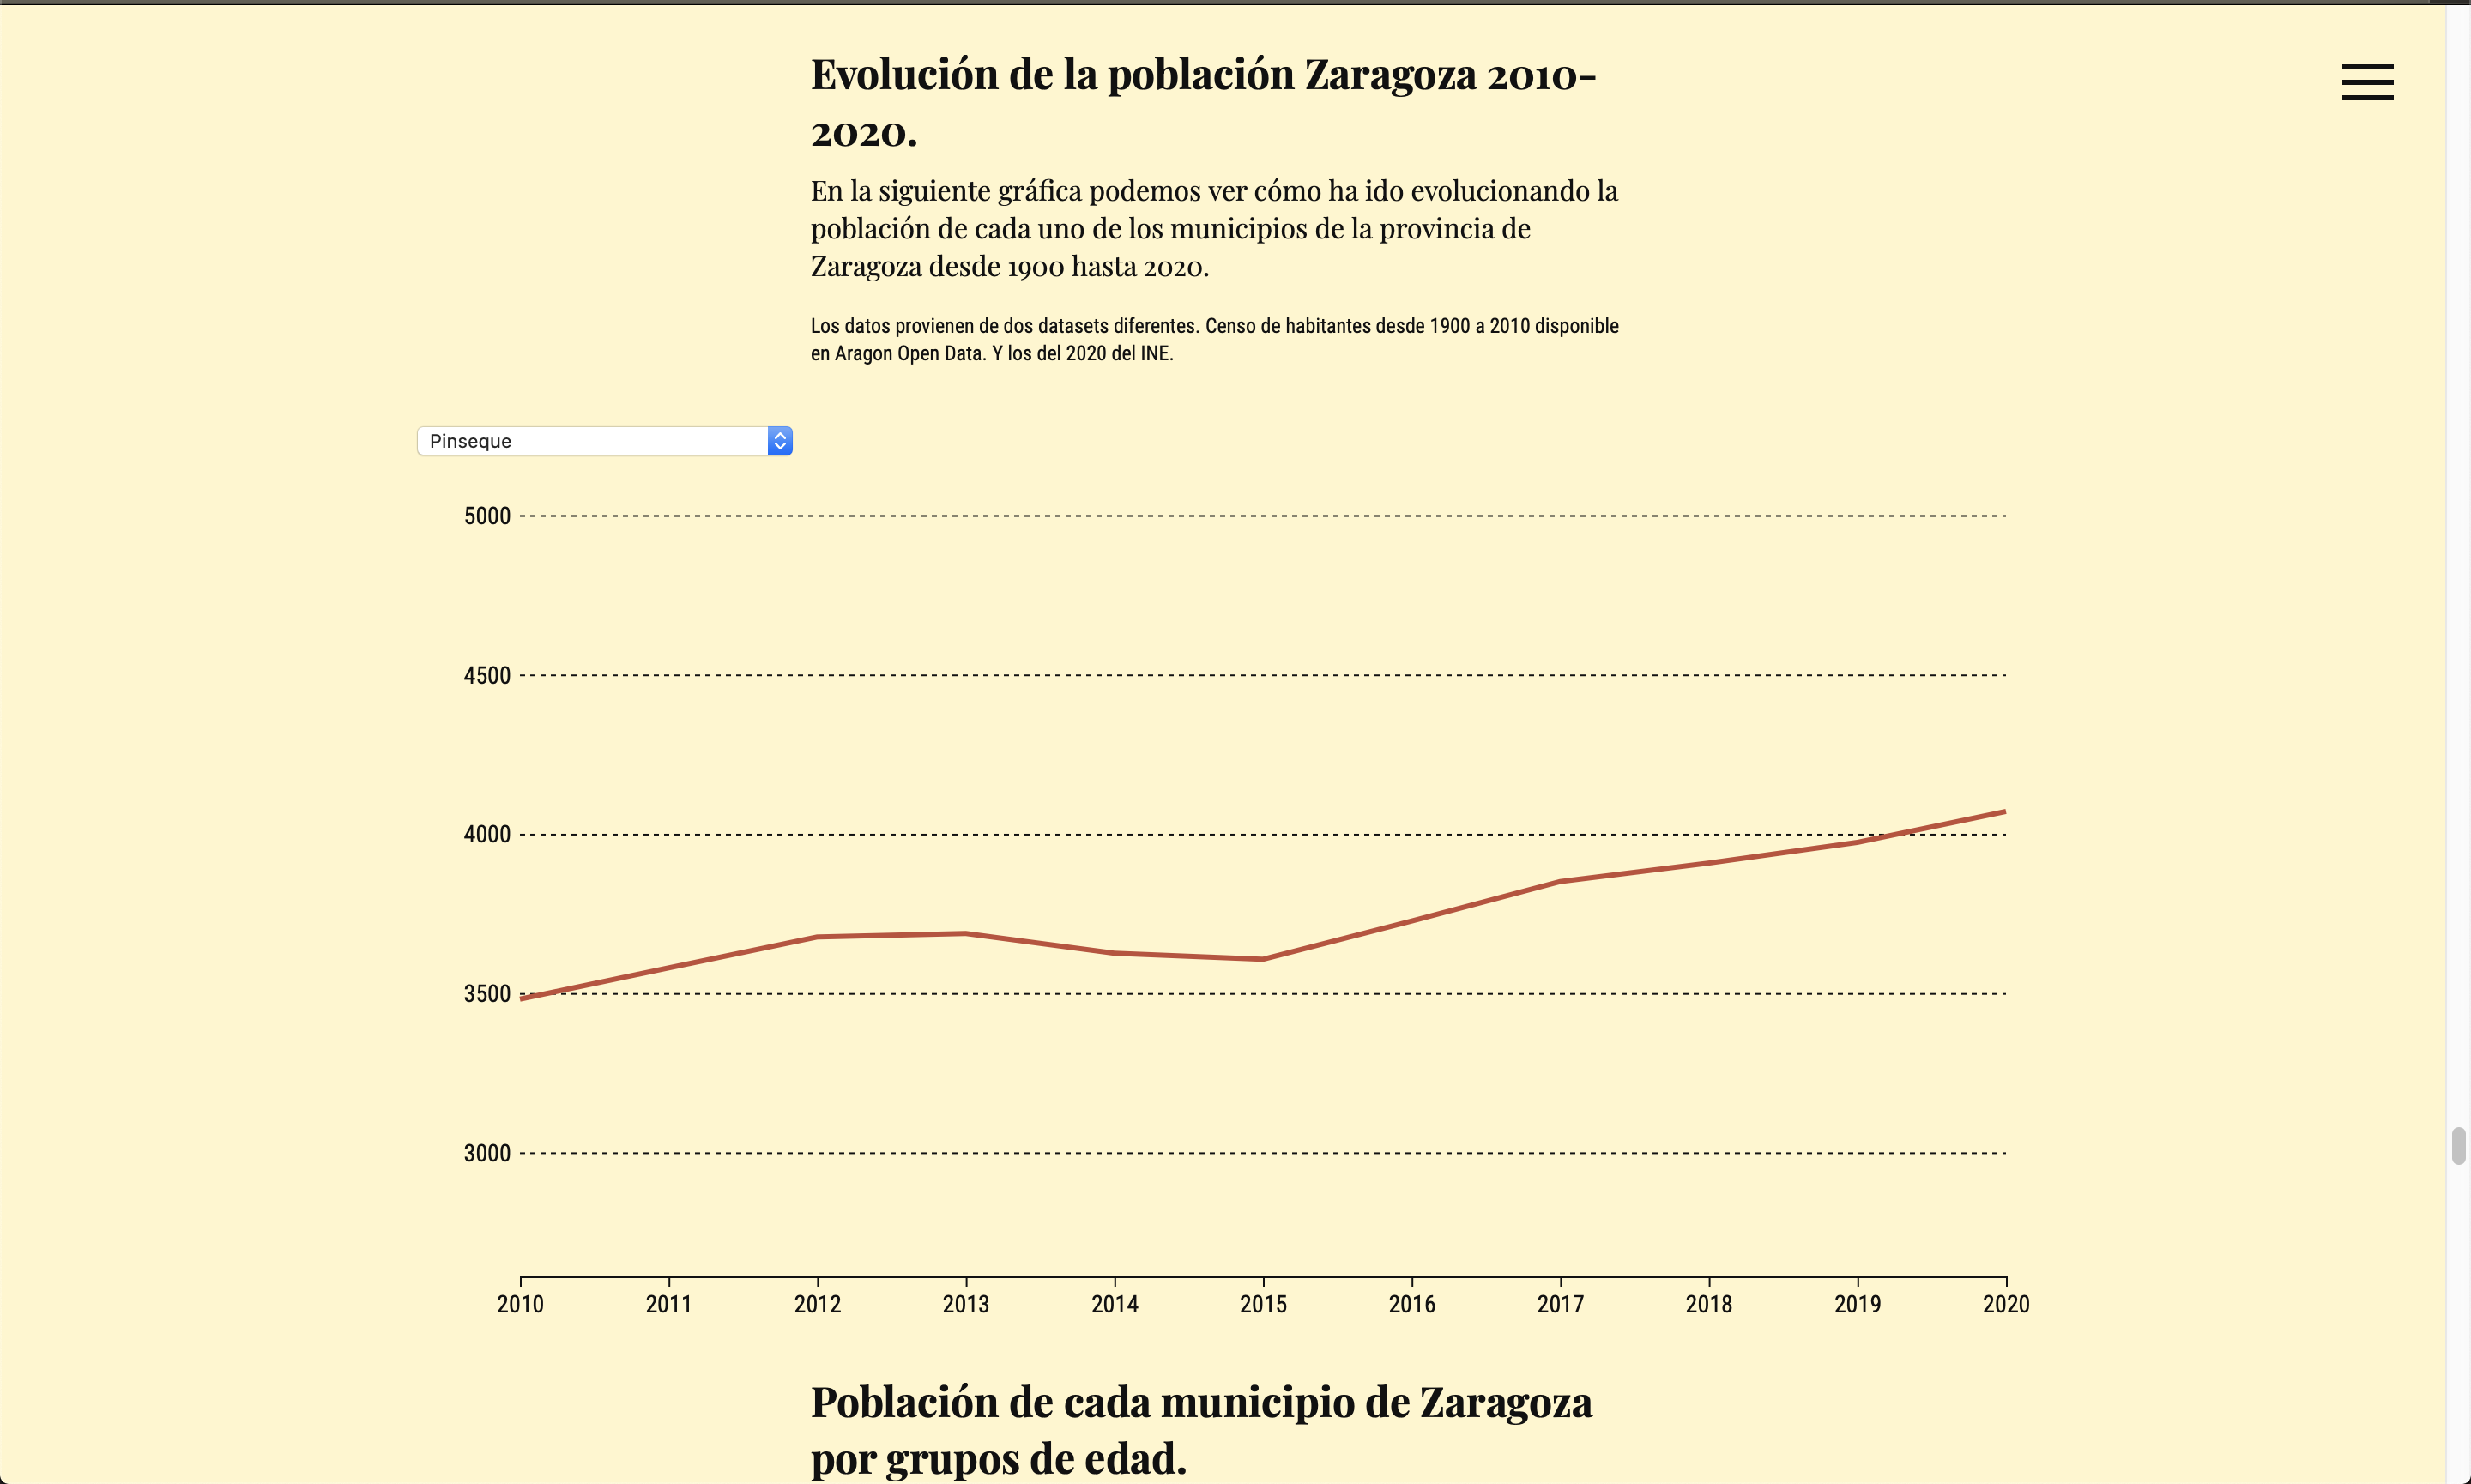 Evolución de la población Zaragoza 2010-
2020.
En la siguiente gráfica podemos ver cómo ha ido evolucionando la
población de cada uno de los municipios de la provincia de
Zaragoza desde 1900 hasta 2020.
Los datos provienen de dos datasets diferentes. Censo de habitantes desde 1900 a 2010 disponible
en Aragon Open Data. Y los del 2020 del INE.
Pinseque
5000
4500
4000
3500
3000
2010 2011 2012 2013 2014 2015 2016 2017 2018 2019 2020
Población de cada municipio de Zaragoza
por grupos de edad.